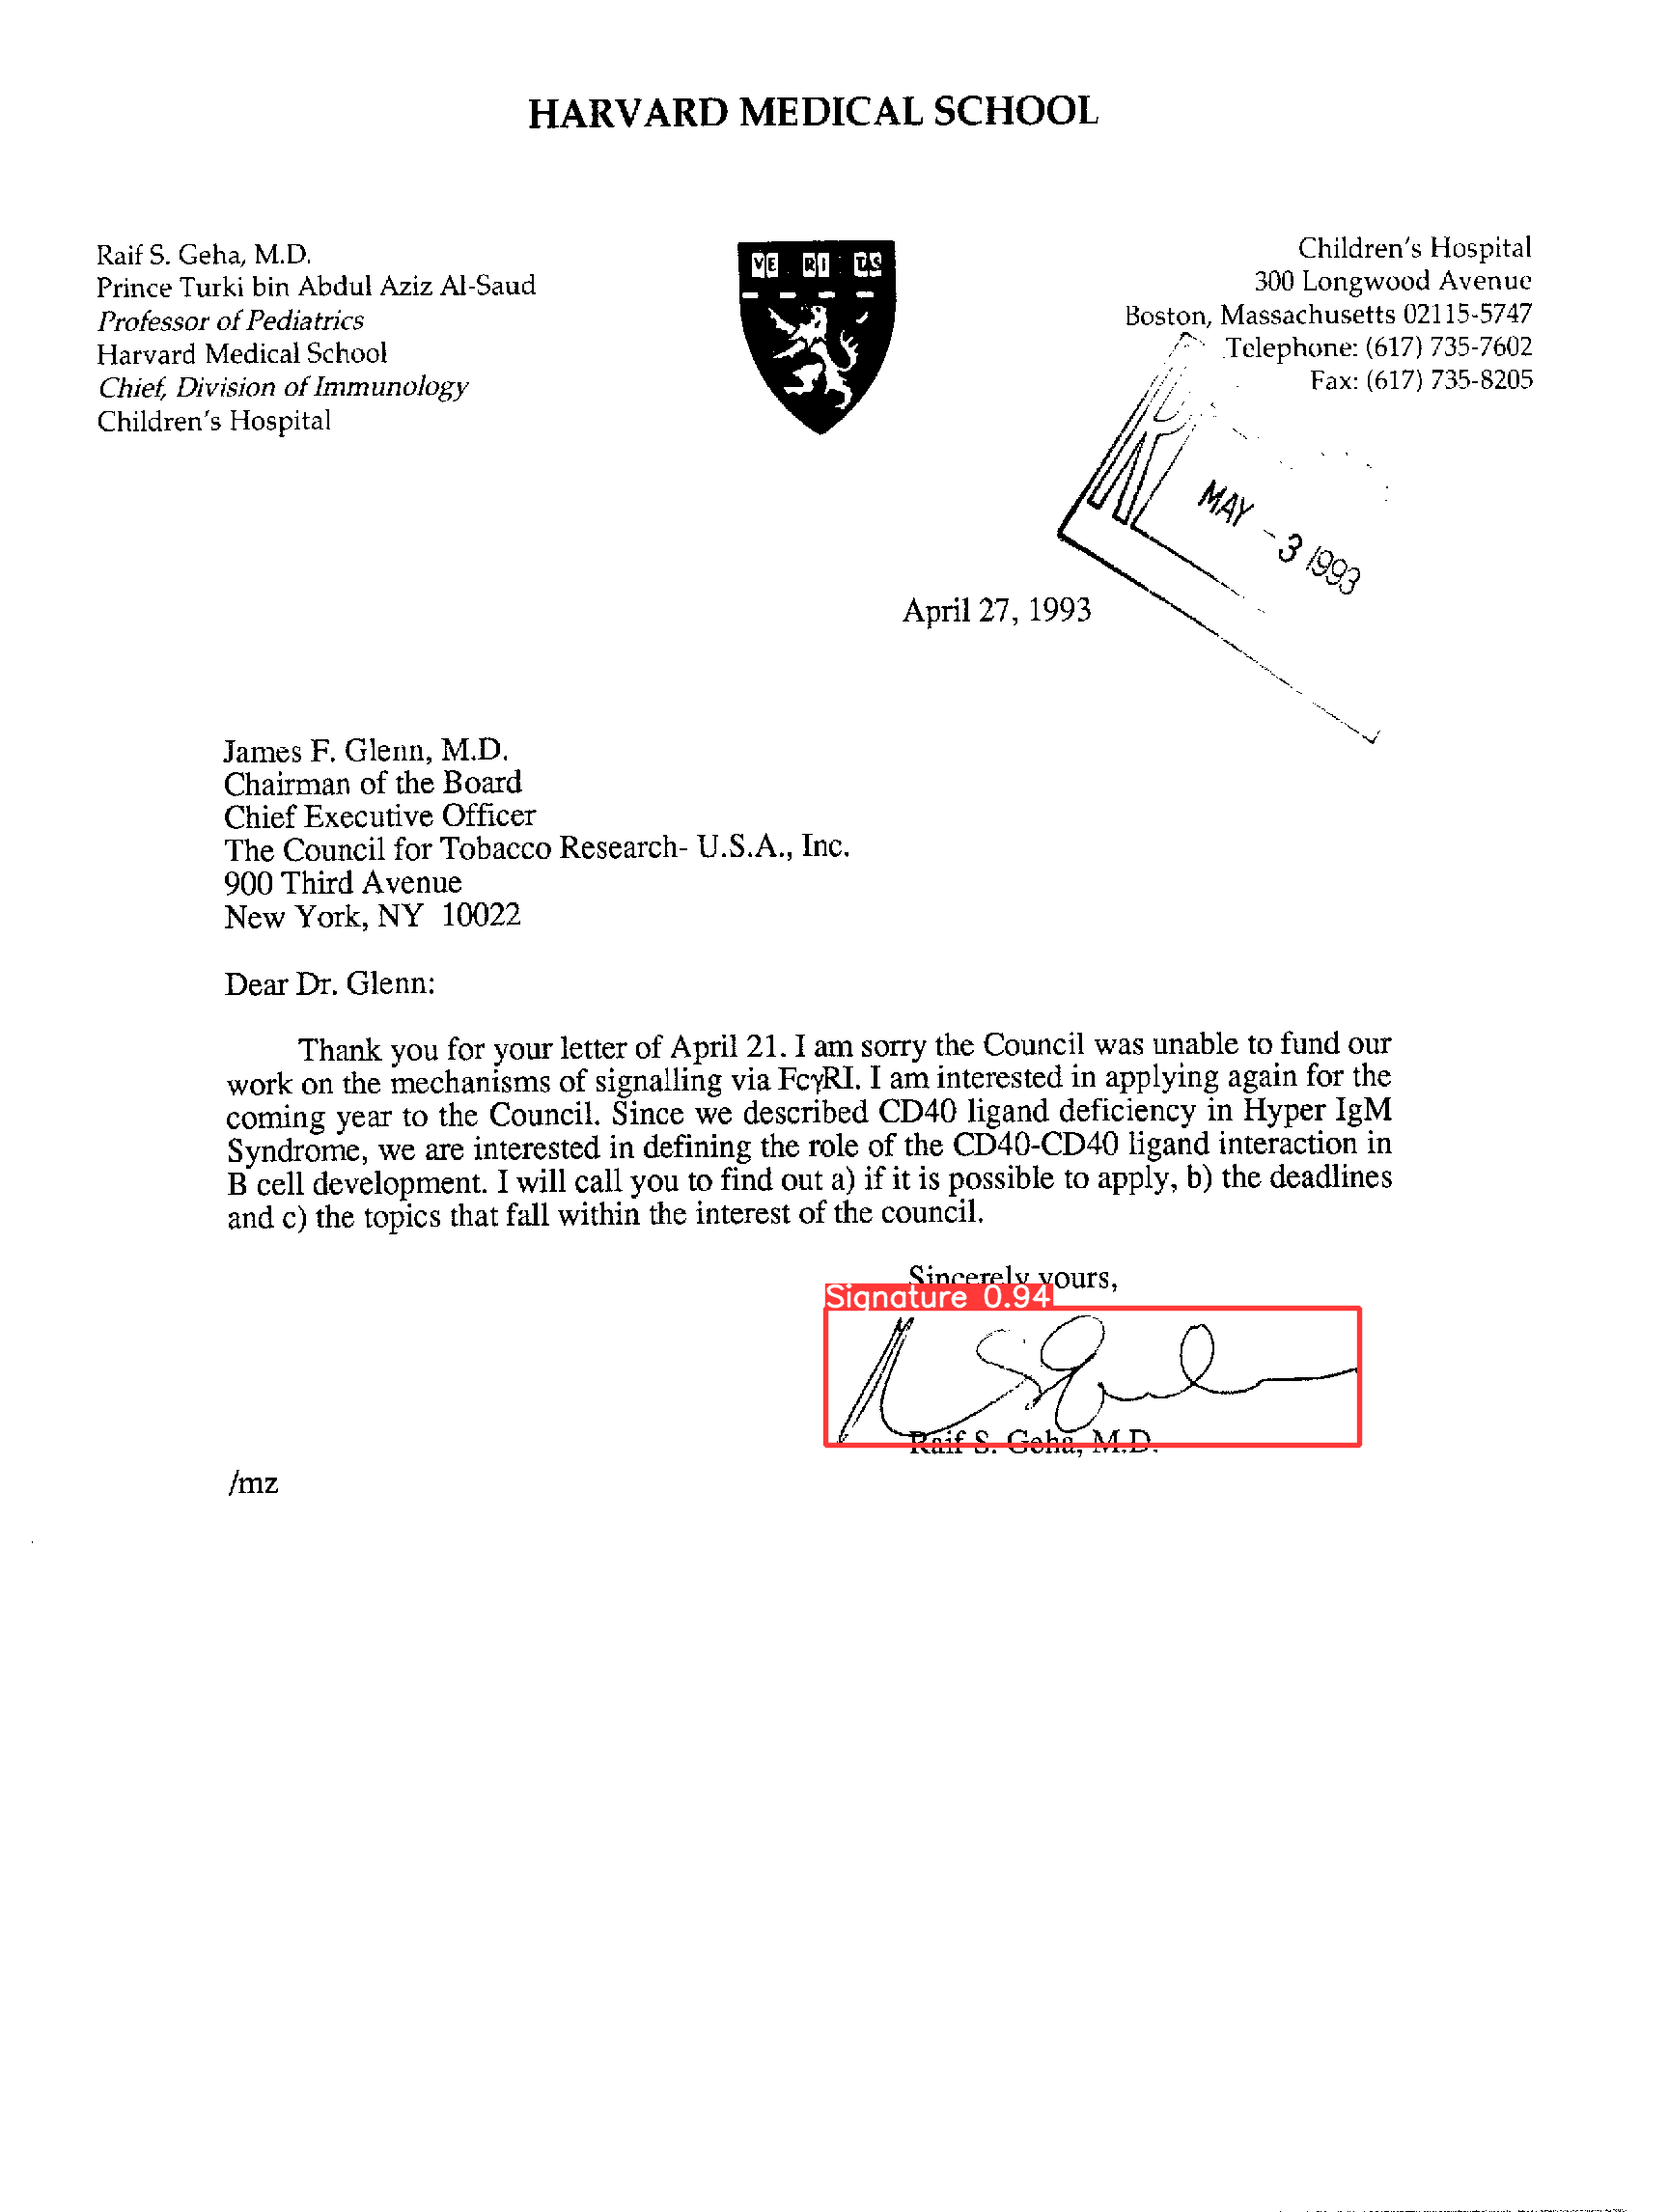 HARVARD MEDICAL SCHOOL
Raif S. Geha, M.D.
Prince Turki bin Abdul Aziz Al-Saud
Professor of Pediatrics
Harvard Medical School
Chief, Division of Immunology
Children's Hospital
VE RI TAS
Children's Hospital
300 Longwood Avenue
Boston, Massachusetts 02115-5747
Telephone: (617) 735-7602
Fax: (617) 735-8205
MAY - 3 1993
April 27, 1993
James F. Glenn, M.D.
Chairman of the Board
Chief Executive Officer
The Council for Tobacco Research- U.S.A., Inc.
900 Third Avenue
New York, NY 10022
Dear Dr. Glenn:
Thank you for your letter of April 21. I am sorry the Council was unable to fund our
work on the mechanisms of signalling via FcγRI. I am interested in applying again for the
coming year to the Council. Since we described CD40 ligand deficiency in Hyper IgM
Syndrome, we are interested in defining the role of the CD40-CD40 ligand interaction in
B cell development. I will call you to find out a) if it is possible to apply, b) the deadlines
and c) the topics that fall within the interest of the council.
Sincerely yours,
Signature 0.94
Raif S. Geha, M.D.
/mz